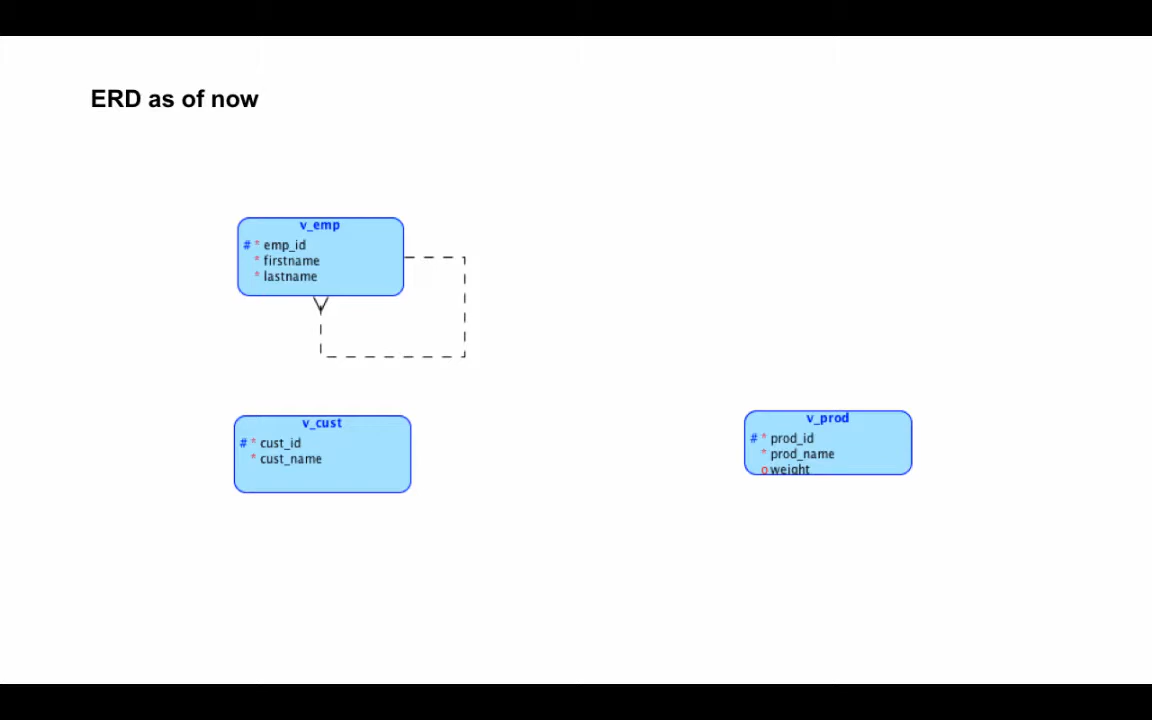 ERD as of now
v_emp
# * emp_id
* firstname
* lastname
v_cust
# * cust_id
* cust_name
v_prod
# * prod_id
* prod_name
o weight